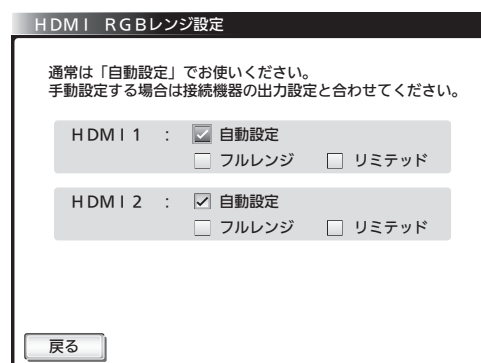 HDMI RGBレンジ設定
通常は「自動設定」でお使いください。
手動設定する場合は接続機器の出力設定と合わせてください。
HDMI1 : 自動設定
フルレンジ リミテッド
HDMI2 : 自動設定
フルレンジ リミテッド
戻る